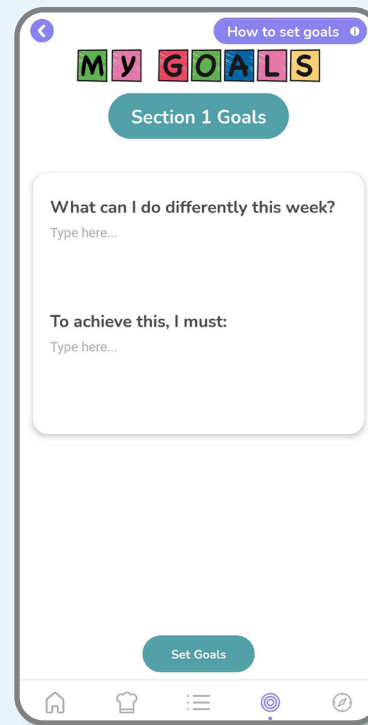 How to set goals
MY GOALS
Section 1 Goals
What can I do differently this week?
Type here...
To achieve this, I must:
Type here...
Set Goals